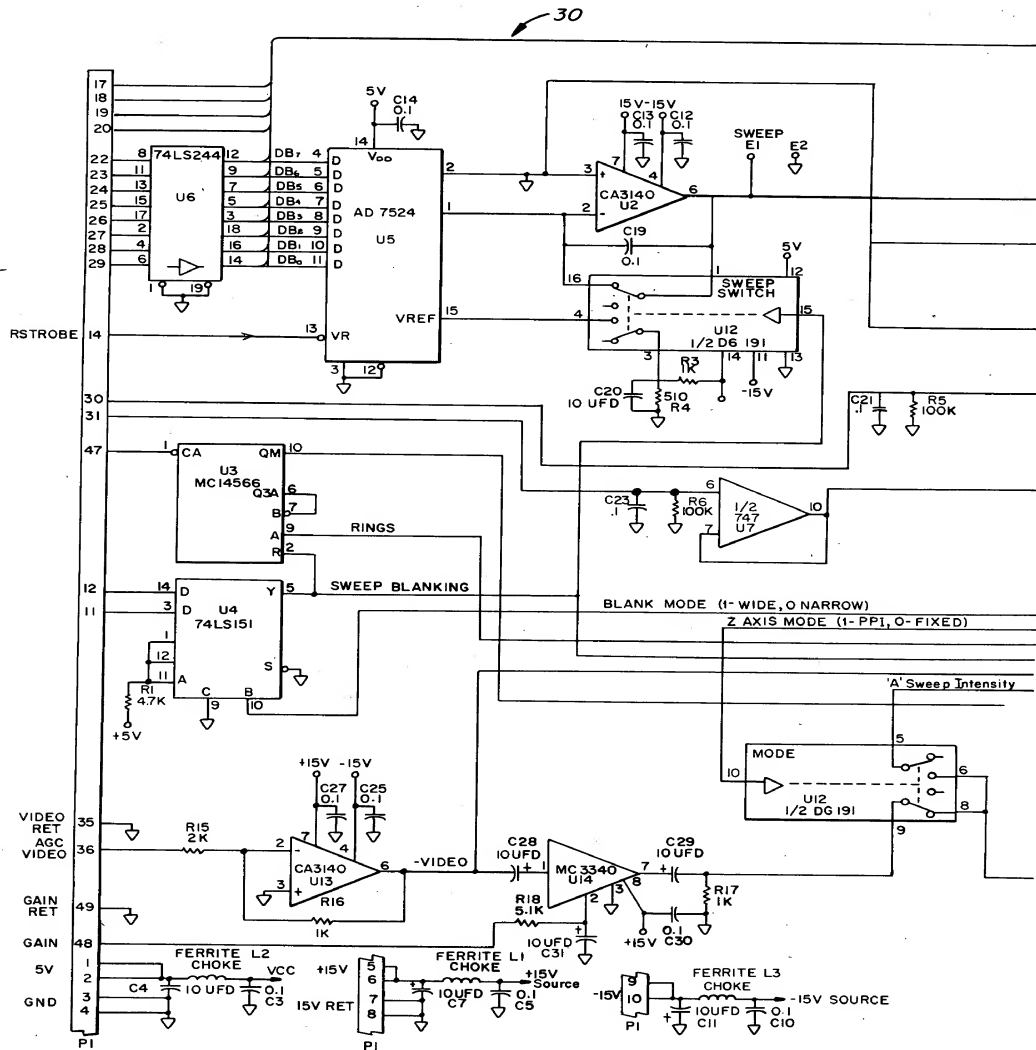 30
17
18
19
20
22 8 74LS244 12 DB7 4 D
23 11 9 DB6 5 D
24 13 7 DB5 6 D
25 15 U6 5 DB4 7 D
26 17 3 DB3 8 D
27 2 18 DB2 9 D
28 4 16 DB1 10 D
29 6 14 DB0 11 D
1 19
5V C14 0.1
14 VDD
AD 7524
U5
2
1
VREF 15
RSTROBE 14
13 VR
3 12
15V -15V
C13 0.1
C12 0.1
7 4
3 +
CA3140
U2
2 -
6
SWEEP E1
E2
C19
0.1
5V
16 1 12
SWEEP SWITCH
4 15
U12
1/2 DG 191
3 14 11 13
R3
1K
-15V
C20
10 UFD
510
R4
30
31
C21
.1
R5
100K
47
1 CA QM 10
U3
MC14566
Q3A 6
B 7
A 9
R 2
RINGS
C23
.1
R6
100K
6
7
1/2
747
U7
10
12 14 D Y 5
11 3 D
U4
74LS151
SWEEP BLANKING
1
12
11 A
S
C B
9 10
R1
4.7K
+5V
BLANK MODE (1-WIDE, 0 NARROW)
Z AXIS MODE (1-PPI, 0-FIXED)
'A' Sweep Intensity
5
MODE
10 6
U12
1/2 DG 191
8
9
VIDEO RET 35
AGC VIDEO 36
R15
2K
+15V -15V
C27
0.1
C25
0.1
7 4
2 -
CA3140
U13
3 +
6
R16
1K
-VIDEO
C28
10UFD
+
1
MC3340
U14
7
8
2 3
C29
10 UFD
+
R17
1K
R18
5.1K
10 UFD
C31
+
+15V
0.1
C30
GAIN RET 49
GAIN 48
5V 1
2
GND 3
4
P1
FERRITE L2
CHOKE
VCC
C4 10 UFD
0.1
C3
+15V 5
6
15V RET 7
8
P1
FERRITE L1
CHOKE
+15V
Source
+
10UFD
C7
0.1
C5
-15V 9
10
P1
FERRITE L3
CHOKE
-15V SOURCE
+
10UFD
C11
0.1
C10